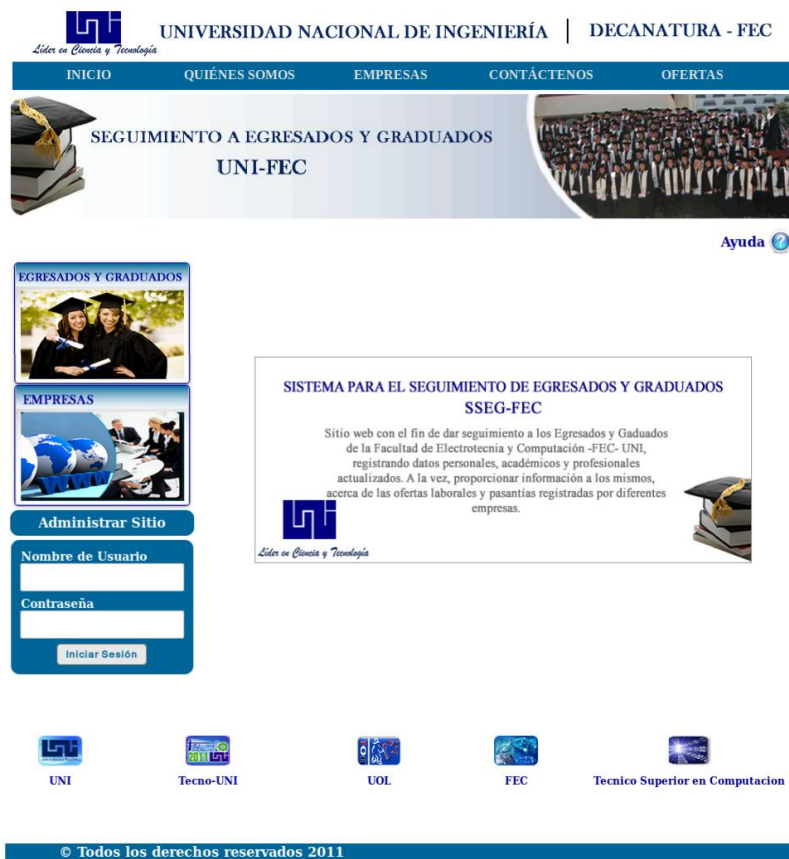 UNIVERSIDAD NACIONAL DE INGENIERÍA | DECANATURA - FEC
Líder en Ciencia y Tecnología
INICIO QUIÉNES SOMOS EMPRESAS CONTÁCTENOS OFERTAS
SEGUIMIENTO A EGRESADOS Y GRADUADOS
UNI-FEC
Ayuda ?
EGRESADOS Y GRADUADOS
EMPRESAS
WWW
Administrar Sitio
Nombre de Usuario
Contraseña
Iniciar Sesión
SISTEMA PARA EL SEGUIMIENTO DE EGRESADOS Y GRADUADOS
SSEG-FEC
Sitio web con el fin de dar seguimiento a los Egresados y Gaduados
de la Facultad de Electrotecnia y Computación -FEC- UNI,
registrando datos personales, académicos y profesionales
actualizados. A la vez, proporcionar información a los mismos,
acerca de las ofertas laborales y pasantías registradas por diferentes
empresas.
Líder en Ciencia y Tecnología
2011
UNI Tecno-UNI UOL FEC Tecnico Superior en Computacion
© Todos los derechos reservados 2011